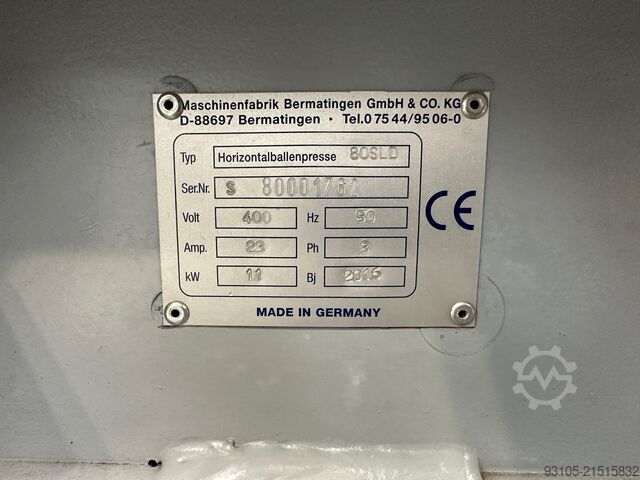 Maschinenfabrik Bermatingen GmbH & CO. KG
D-88697 Bermatingen · Tel.0 75 44/95 06-0
Typ Horizontalballenpresse 80SLD
Ser.Nr. S 80001762
Volt 400 Hz 50
Amp. 23 Ph 3
kW 11 Bj 2016
CE
MADE IN GERMANY
93105-21515832